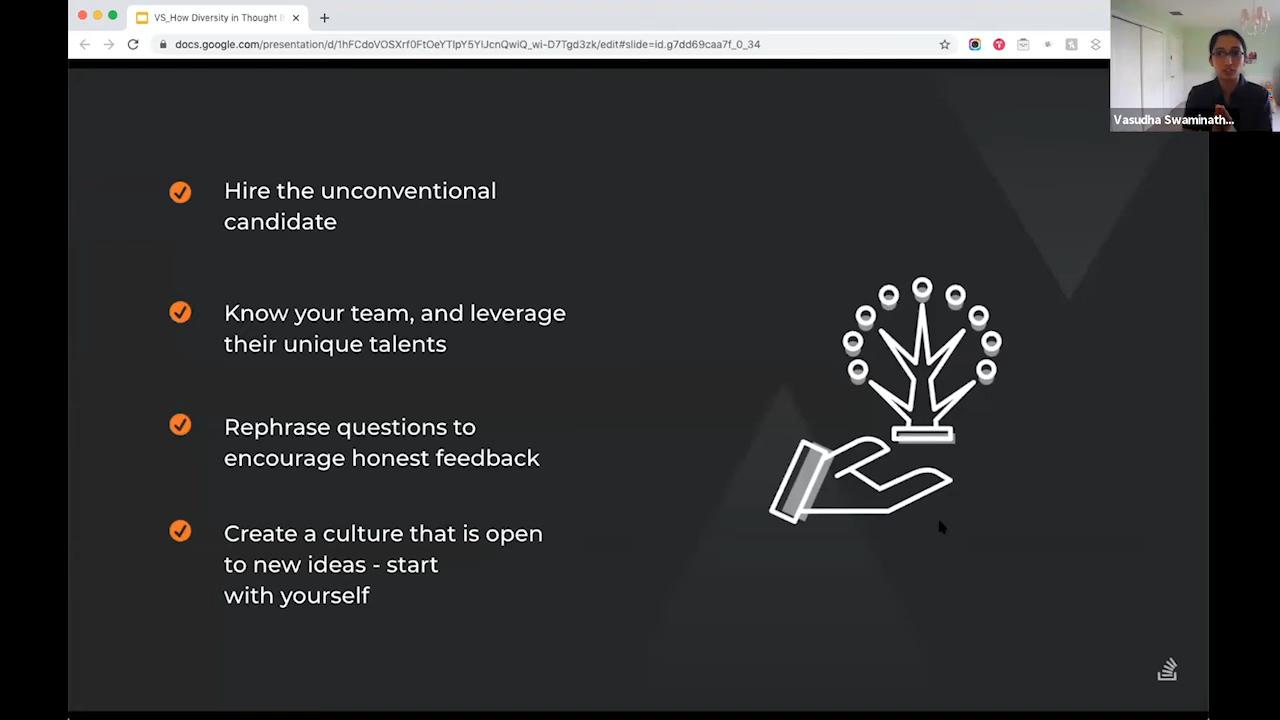 VS_How Diversity in Thought
docs.google.com/presentation/d/1hFCdoVOSXrf0FtOeYTIpY5YIJcnQwiQ_wi-D7Tgd3zk/edit#slide=id.g7dd69caa7f_0_34
Vasudha Swaminath...
Hire the unconventional
candidate
Know your team, and leverage
their unique talents
Rephrase questions to
encourage honest feedback
Create a culture that is open
to new ideas - start
with yourself